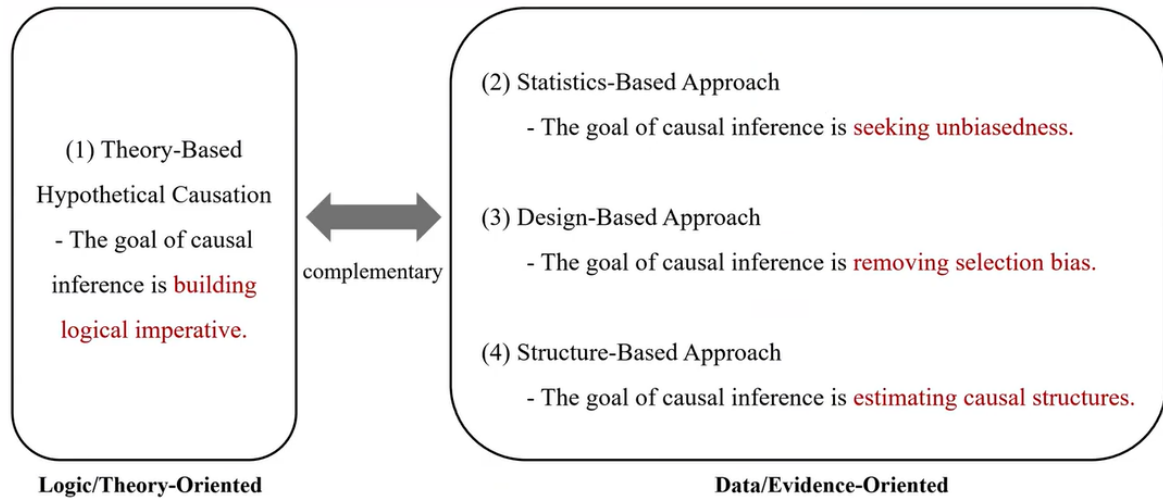 (1) Theory-Based
Hypothetical Causation
- The goal of causal
inference is building
logical imperative.
complementary
(2) Statistics-Based Approach
- The goal of causal inference is seeking unbiasedness.
(3) Design-Based Approach
- The goal of causal inference is removing selection bias.
(4) Structure-Based Approach
- The goal of causal inference is estimating causal structures.
Logic/Theory-Oriented
Data/Evidence-Oriented